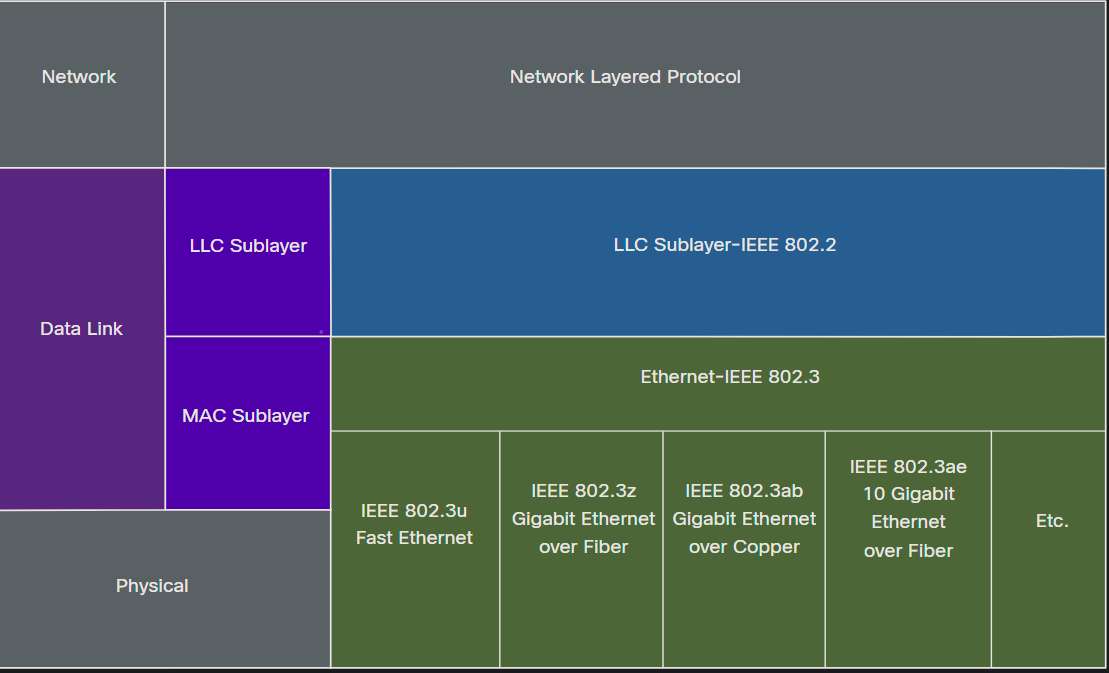 Network
Network Layered Protocol
Data Link
LLC Sublayer
LLC Sublayer-IEEE 802.2
MAC Sublayer
Ethernet-IEEE 802.3
IEEE 802.3u
Fast Ethernet
IEEE 802.3z
Gigabit Ethernet
over Fiber
IEEE 802.3ab
Gigabit Ethernet
over Copper
IEEE 802.3ae
10 Gigabit
Ethernet
over Fiber
Etc.
Physical